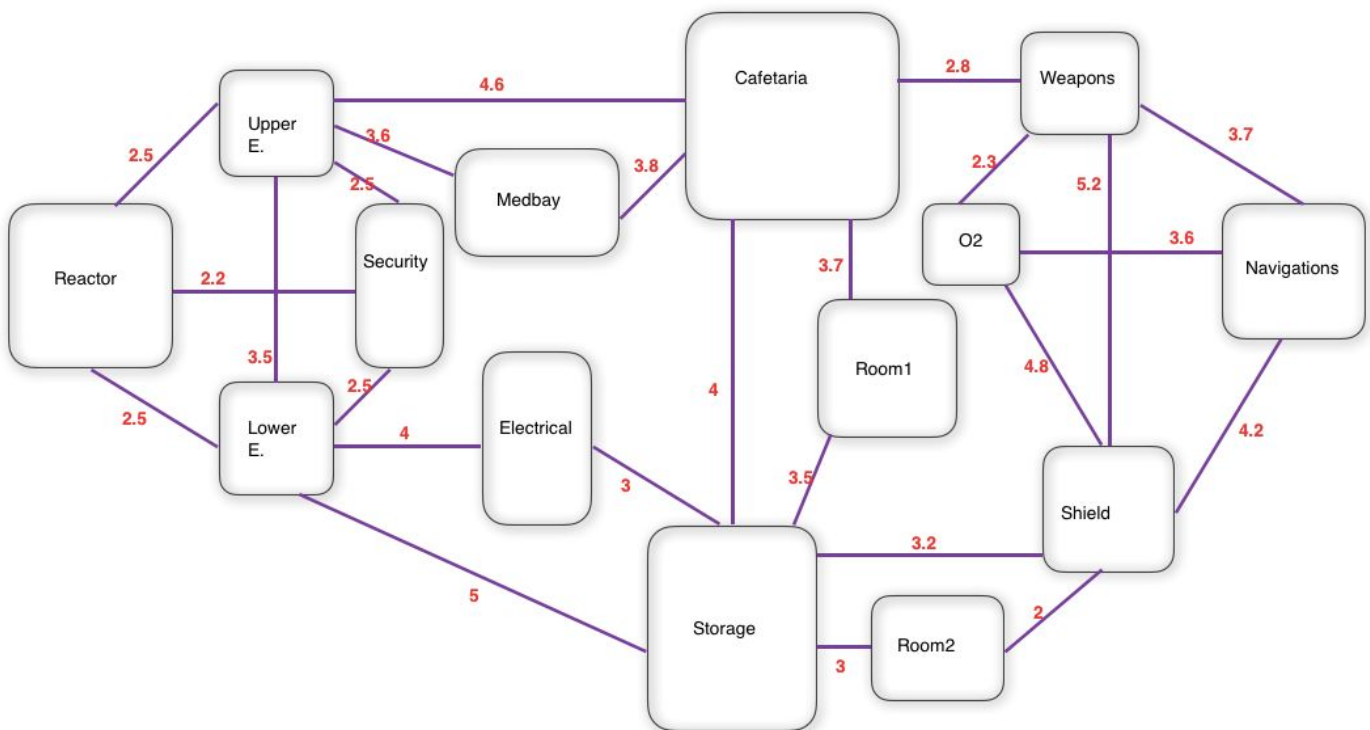 Cafetaria
2.8
Weapons
4.6
Upper
E.
3.6
3.7
2.5
3.8
2.3
2.5
5.2
Medbay
O2
3.6
Security
3.7
Navigations
Reactor
2.2
3.5
2.5
Room1
4.8
4
2.5
Lower
E.
4
Electrical
4.2
3
3.5
Shield
3.2
5
2
Storage
Room2
3